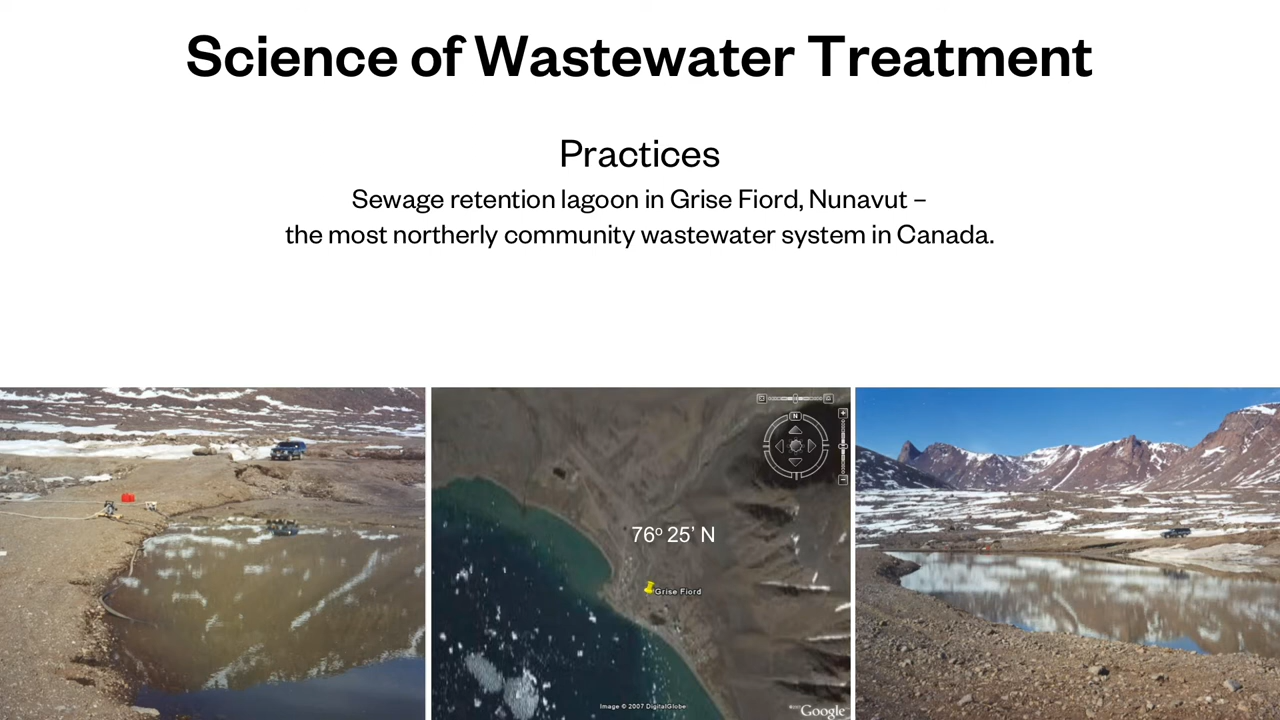 Science of Wastewater Treatment
Practices
Sewage retention lagoon in Grise Fiord, Nunavut –
the most northerly community wastewater system in Canada.
N
76º 25’ N
Grise Fiord
Image © 2007 DigitalGlobe
Google